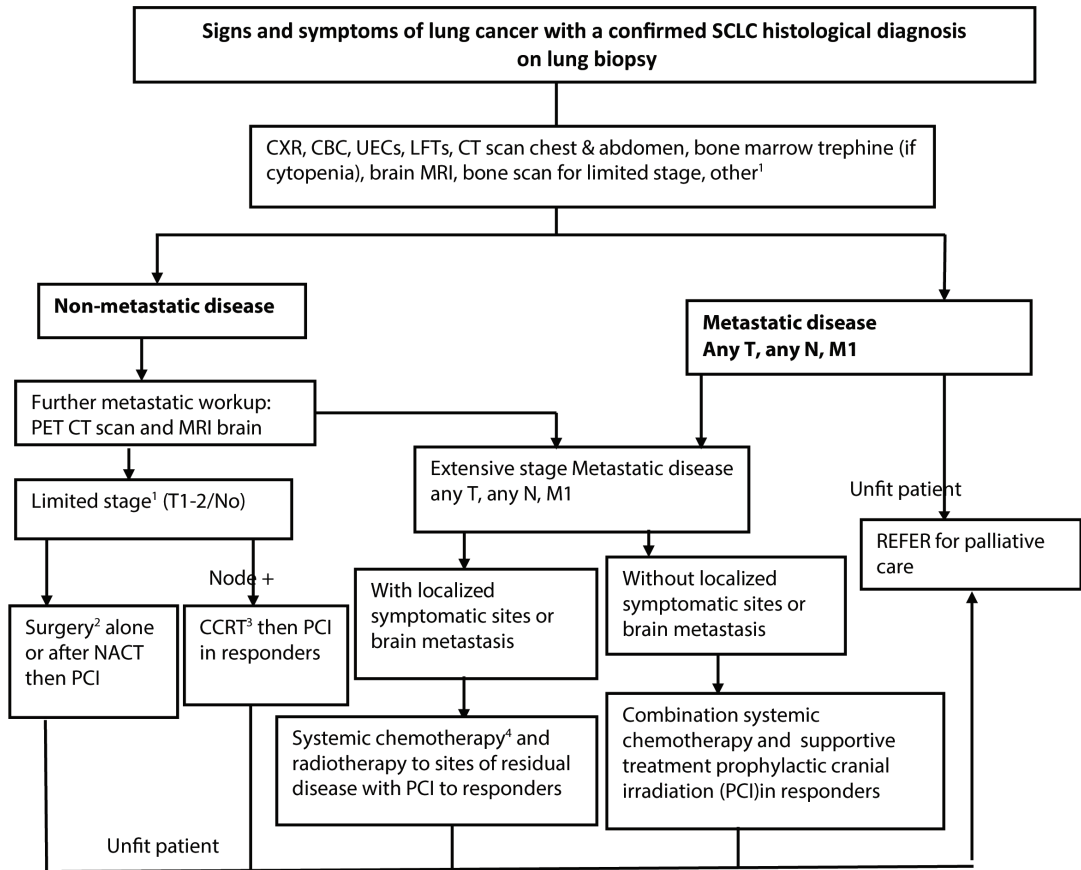 Signs and symptoms of lung cancer with a confirmed SCLC histological diagnosis
on lung biopsy
CXR, CBC, UECs, LFTs, CT scan chest & abdomen, bone marrow trephine (if
cytopenia), brain MRI, bone scan for limited stage, other¹
Non-metastatic disease
Metastatic disease
Any T, any N, M1
Further metastatic workup:
PET CT scan and MRI brain
Extensive stage Metastatic disease
any T, any N, M1
Limited stage¹ (T1-2/No)
Unfit patient
REFER for palliative
care
Node +
With localized
symptomatic sites or
brain metastasis
Without localized
symptomatic sites or
brain metastasis
Surgery² alone
or after NACT
then PCI
CCRT³ then PCI
in responders
Systemic chemotherapy⁴ and
radiotherapy to sites of residual
disease with PCI to responders
Combination systemic
chemotherapy and supportive
treatment prophylactic cranial
irradiation (PCI)in responders
Unfit patient